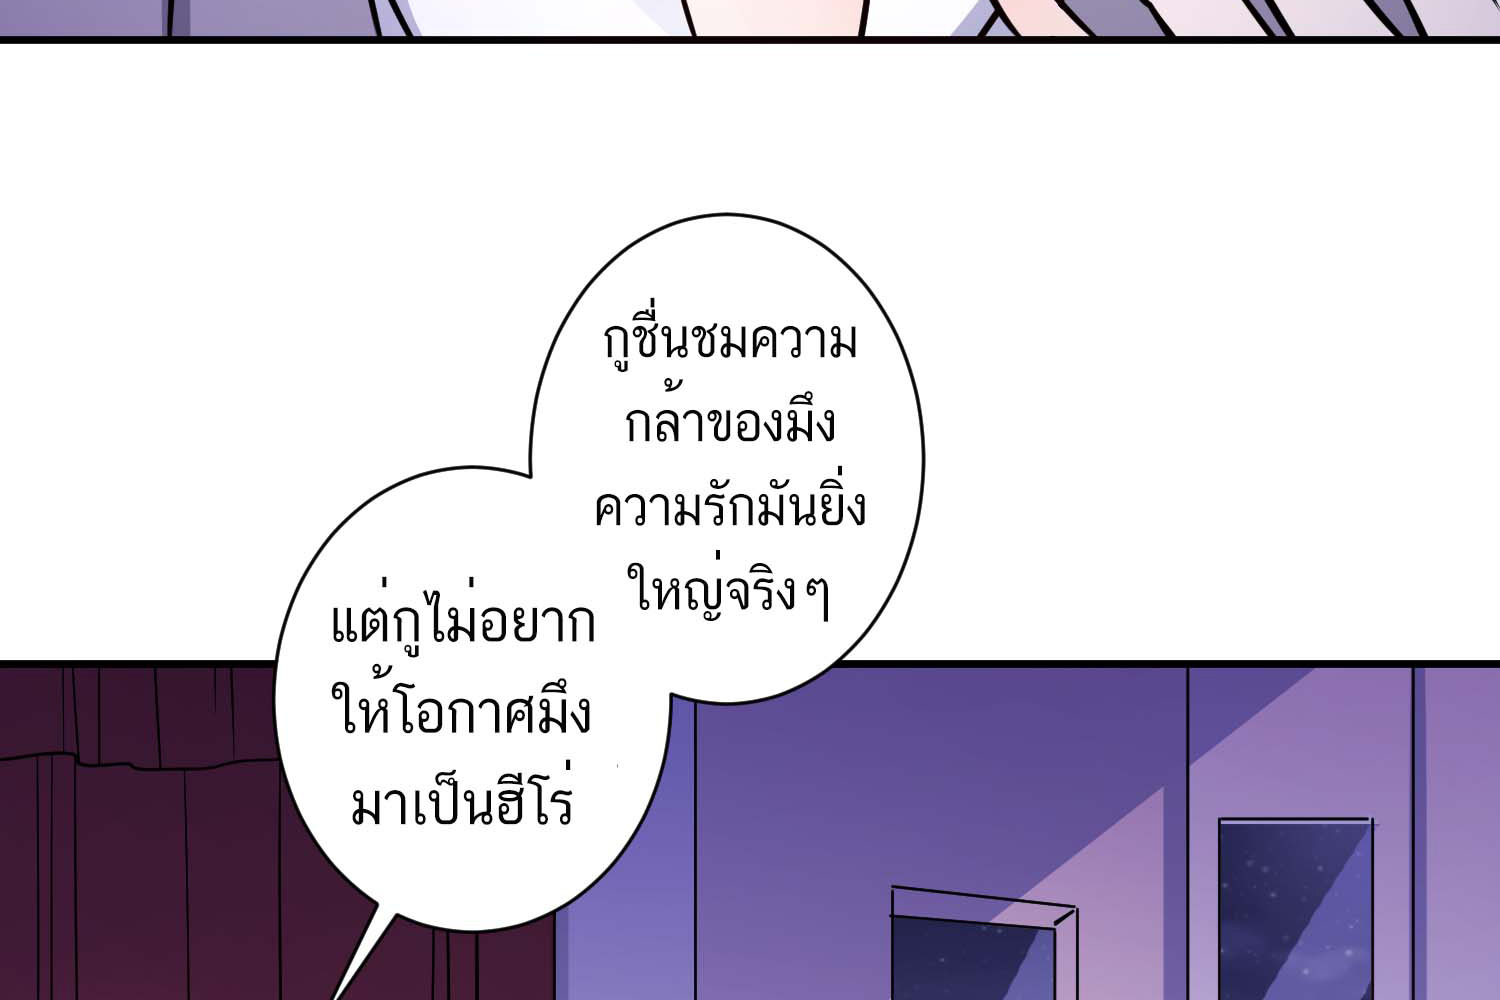 กูชื่นชมความ
กล้าของมึง
ความรักมันยิ่ง
ใหญ่จริงๆ
แต่กูไม่อยาก
ให้โอกาศมึง
มาเป็นฮีโร่